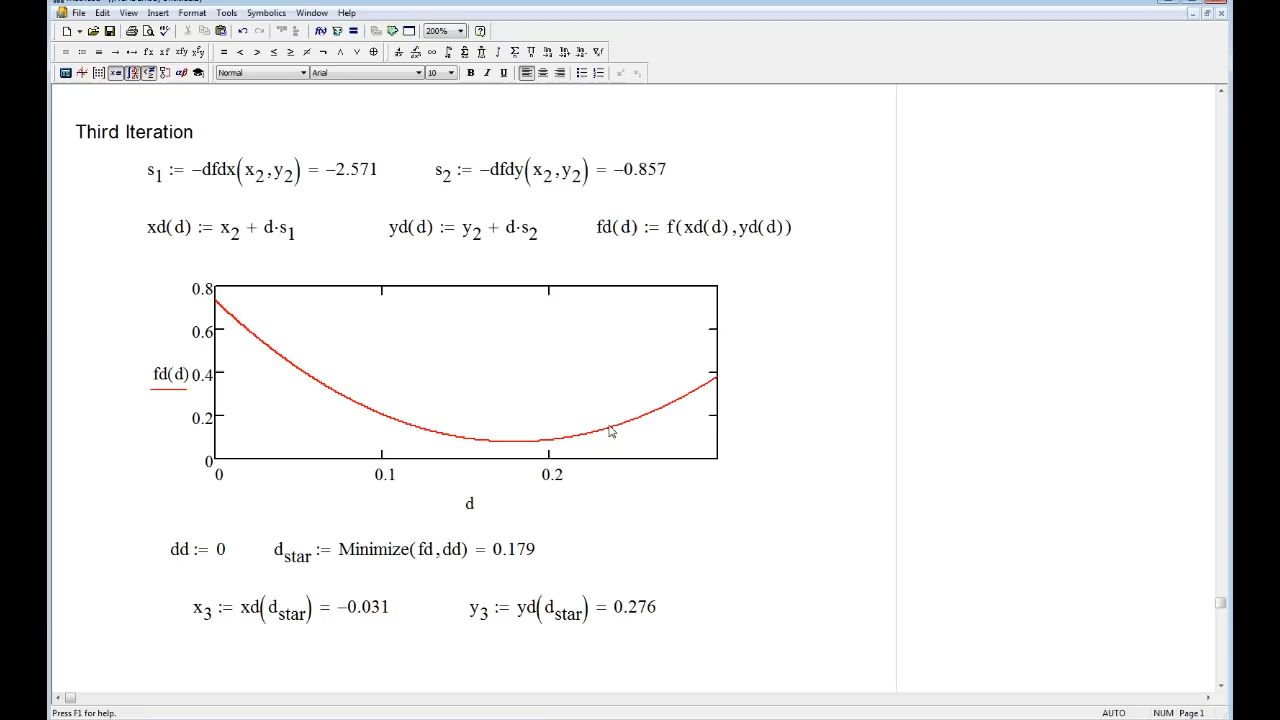 File Edit View Insert Format Tools Symbolics Window Help
200%
Normal Arial 10 B I U
Third Iteration
s1 := −dfdx(x2,y2) = −2.571 s2 := −dfdy(x2,y2) = −0.857
xd(d) := x2 + d·s1 yd(d) := y2 + d·s2 fd(d) := f(xd(d),yd(d))
0.8
0.6
fd(d) 0.4
0.2
0
0 0.1 0.2
d
dd := 0 dstar := Minimize(fd,dd) = 0.179
x3 := xd(dstar) = −0.031 y3 := yd(dstar) = 0.276
Press F1 for help. AUTO NUM Page 1